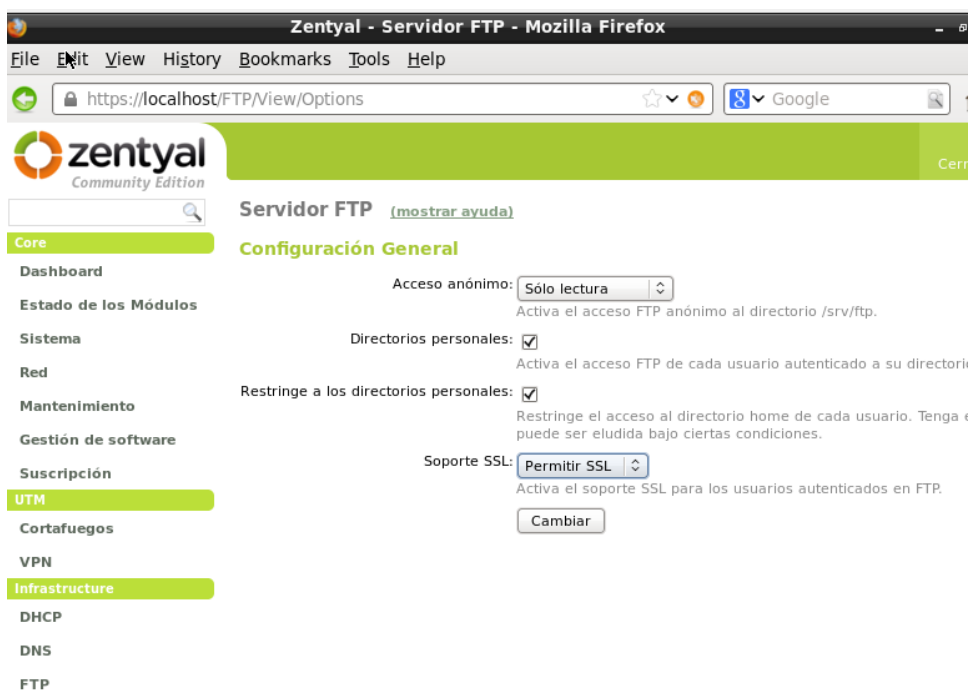 Zentyal - Servidor FTP - Mozilla Firefox
File Edit View History Bookmarks Tools Help
https://localhost/FTP/View/Options
Google
zentyal
Community Edition
Cerr
Servidor FTP (mostrar ayuda)
Core
Configuración General
Dashboard
Acceso anónimo: Sólo lectura
Activa el acceso FTP anónimo al directorio /srv/ftp.
Estado de los Módulos
Sistema
Directorios personales:
Activa el acceso FTP de cada usuario autenticado a su directorio
Red
Restringe a los directorios personales:
Mantenimiento
Restringe el acceso al directorio home de cada usuario. Tenga e
puede ser eludida bajo ciertas condiciones.
Gestión de software
Soporte SSL: Permitir SSL
Suscripción
Activa el soporte SSL para los usuarios autenticados en FTP.
UTM
Cambiar
Cortafuegos
VPN
Infrastructure
DHCP
DNS
FTP